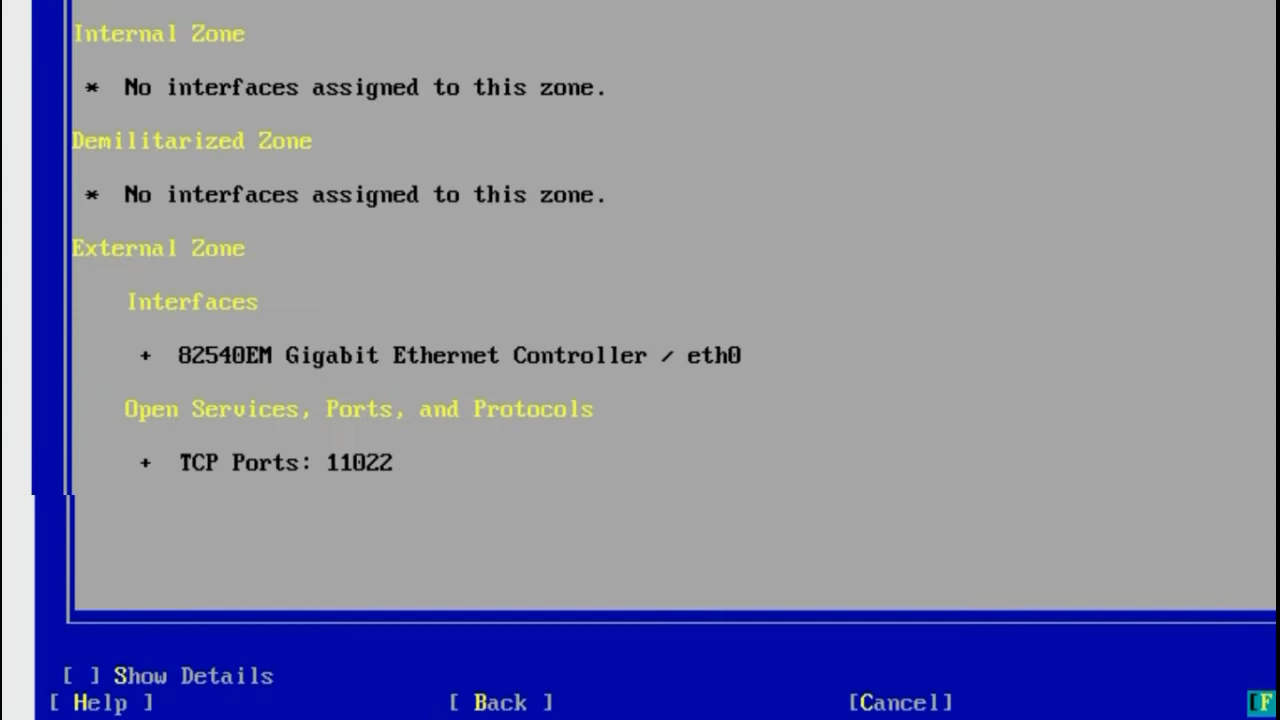 Internal Zone
* No interfaces assigned to this zone.
Demilitarized Zone
* No interfaces assigned to this zone.
External Zone
Interfaces
+ 82540EM Gigabit Ethernet Controller / eth0
Open Services, Ports, and Protocols
+ TCP Ports: 11022
[ ] Show Details
[ Help ] [ Back ] [Cancel] [F